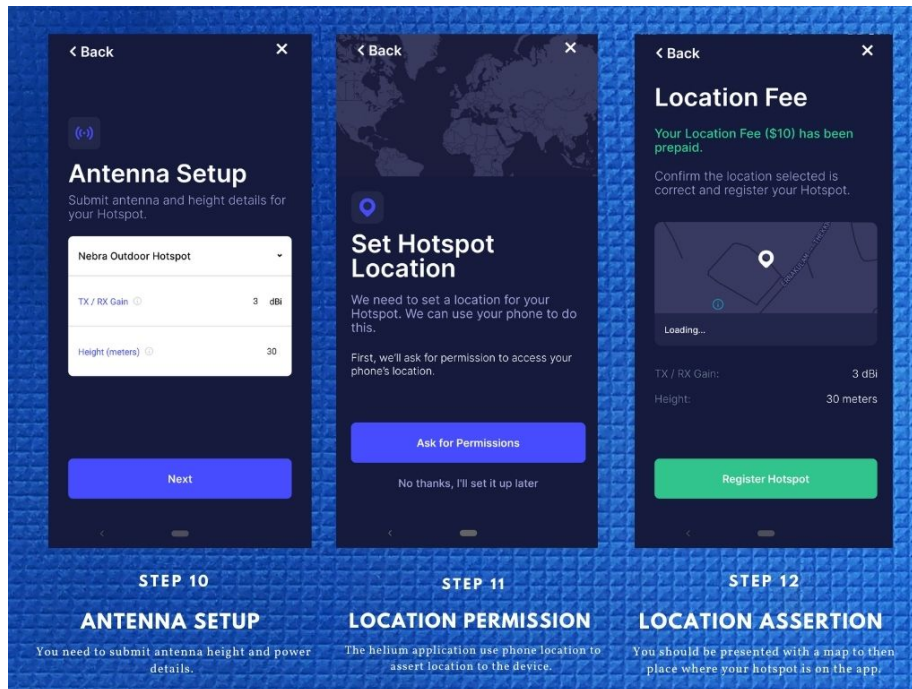 < Back
×
Antenna Setup
Submit antenna and height details for
your Hotspot.
Nebra Outdoor Hotspot
TX / RX Gain
3 dBi
Height (meters)
30
Next
STEP 10
ANTENNA SETUP
You need to submit antenna height and power
details.
< Back
×
Set Hotspot
Location
We need to set a location for your
Hotspot. We can use your phone to do
this.
First, we'll ask for permission to access your
phone's location.
Ask for Permissions
No thanks, I'll set it up later
STEP 11
LOCATION PERMISSION
The helium application use phone location to
assert location to the device.
< Back
×
Location Fee
Your Location Fee ($10) has been
prepaid.
Confirm the location selected is
correct and register your Hotspot.
Loading...
TX / RX Gain:
3 dBi
Height:
30 meters
Register Hotspot
STEP 12
LOCATION ASSERTION
You should be presented with a map to then
place where your hotspot is on the app.